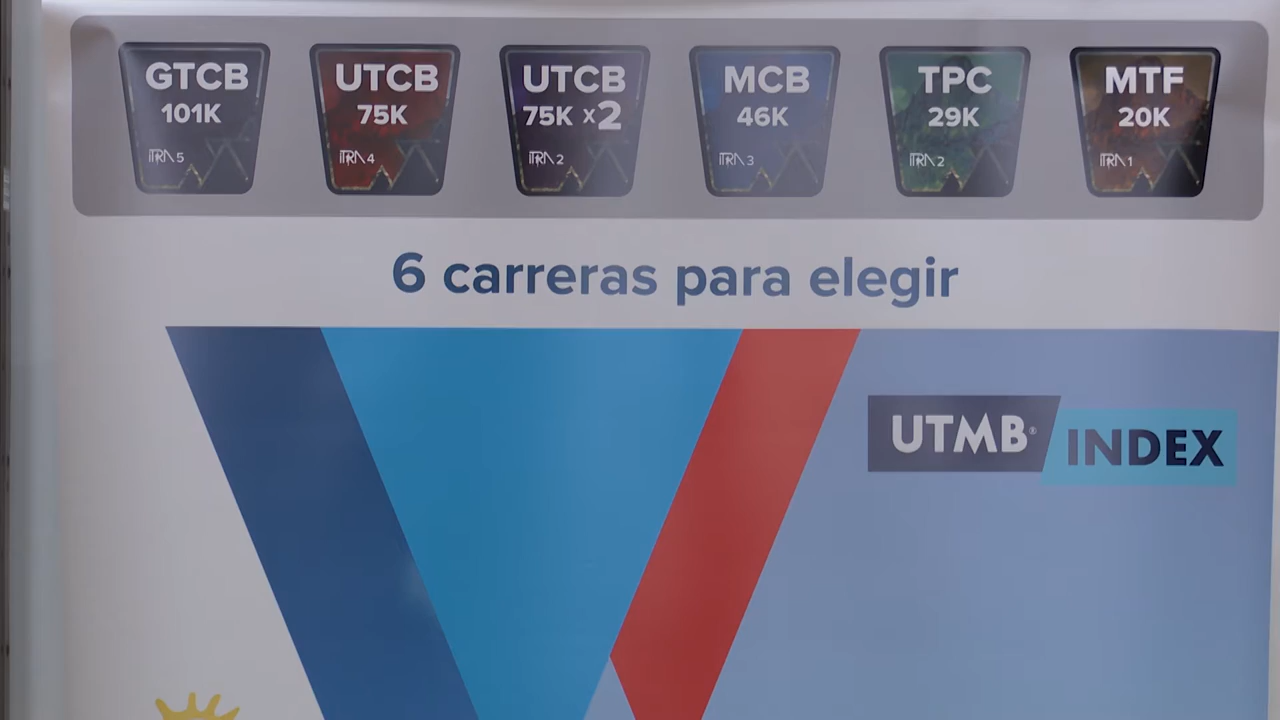 GTCB
101K
ITRA 5
UTCB
75K
ITRA 4
UTCB
75K x2
ITRA 2
MCB
46K
ITRA 3
TPC
29K
ITRA 2
MTF
20K
ITRA 1
6 carreras para elegir
UTMB® INDEX